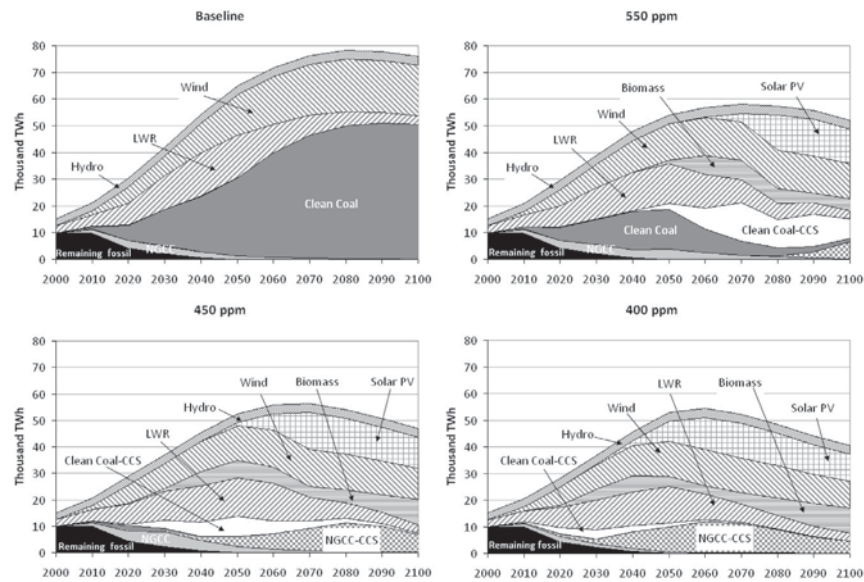 Baseline
80
70
60
50
40
30
20
10
0
Thousand TWh
Wind
LWR
Hydro
Clean Coal
NGCC
Remaining fossil
2000 2010 2020 2030 2040 2050 2060 2070 2080 2090 2100
550 ppm
80
70
60
50
40
30
20
10
0
Thousand TWh
Solar PV
Biomass
Wind
LWR
Hydro
Clean Coal
Clean Coal-CCS
NGCC
Remaining fossil
2000 2010 2020 2030 2040 2050 2060 2070 2080 2090 2100
450 ppm
80
70
60
50
40
30
20
10
0
Thousand TWh
Wind
Biomass
Solar PV
Hydro
LWR
Clean Coal-CCS
NGCC
NGCC-CCS
Remaining fossil
2000 2010 2020 2030 2040 2050 2060 2070 2080 2090 2100
400 ppm
80
70
60
50
40
30
20
10
0
Thousand TWh
LWR
Biomass
Wind
Solar PV
Hydro
Clean Coal-CCS
NGCC-CCS
Remaining fossil
2000 2010 2020 2030 2040 2050 2060 2070 2080 2090 2100